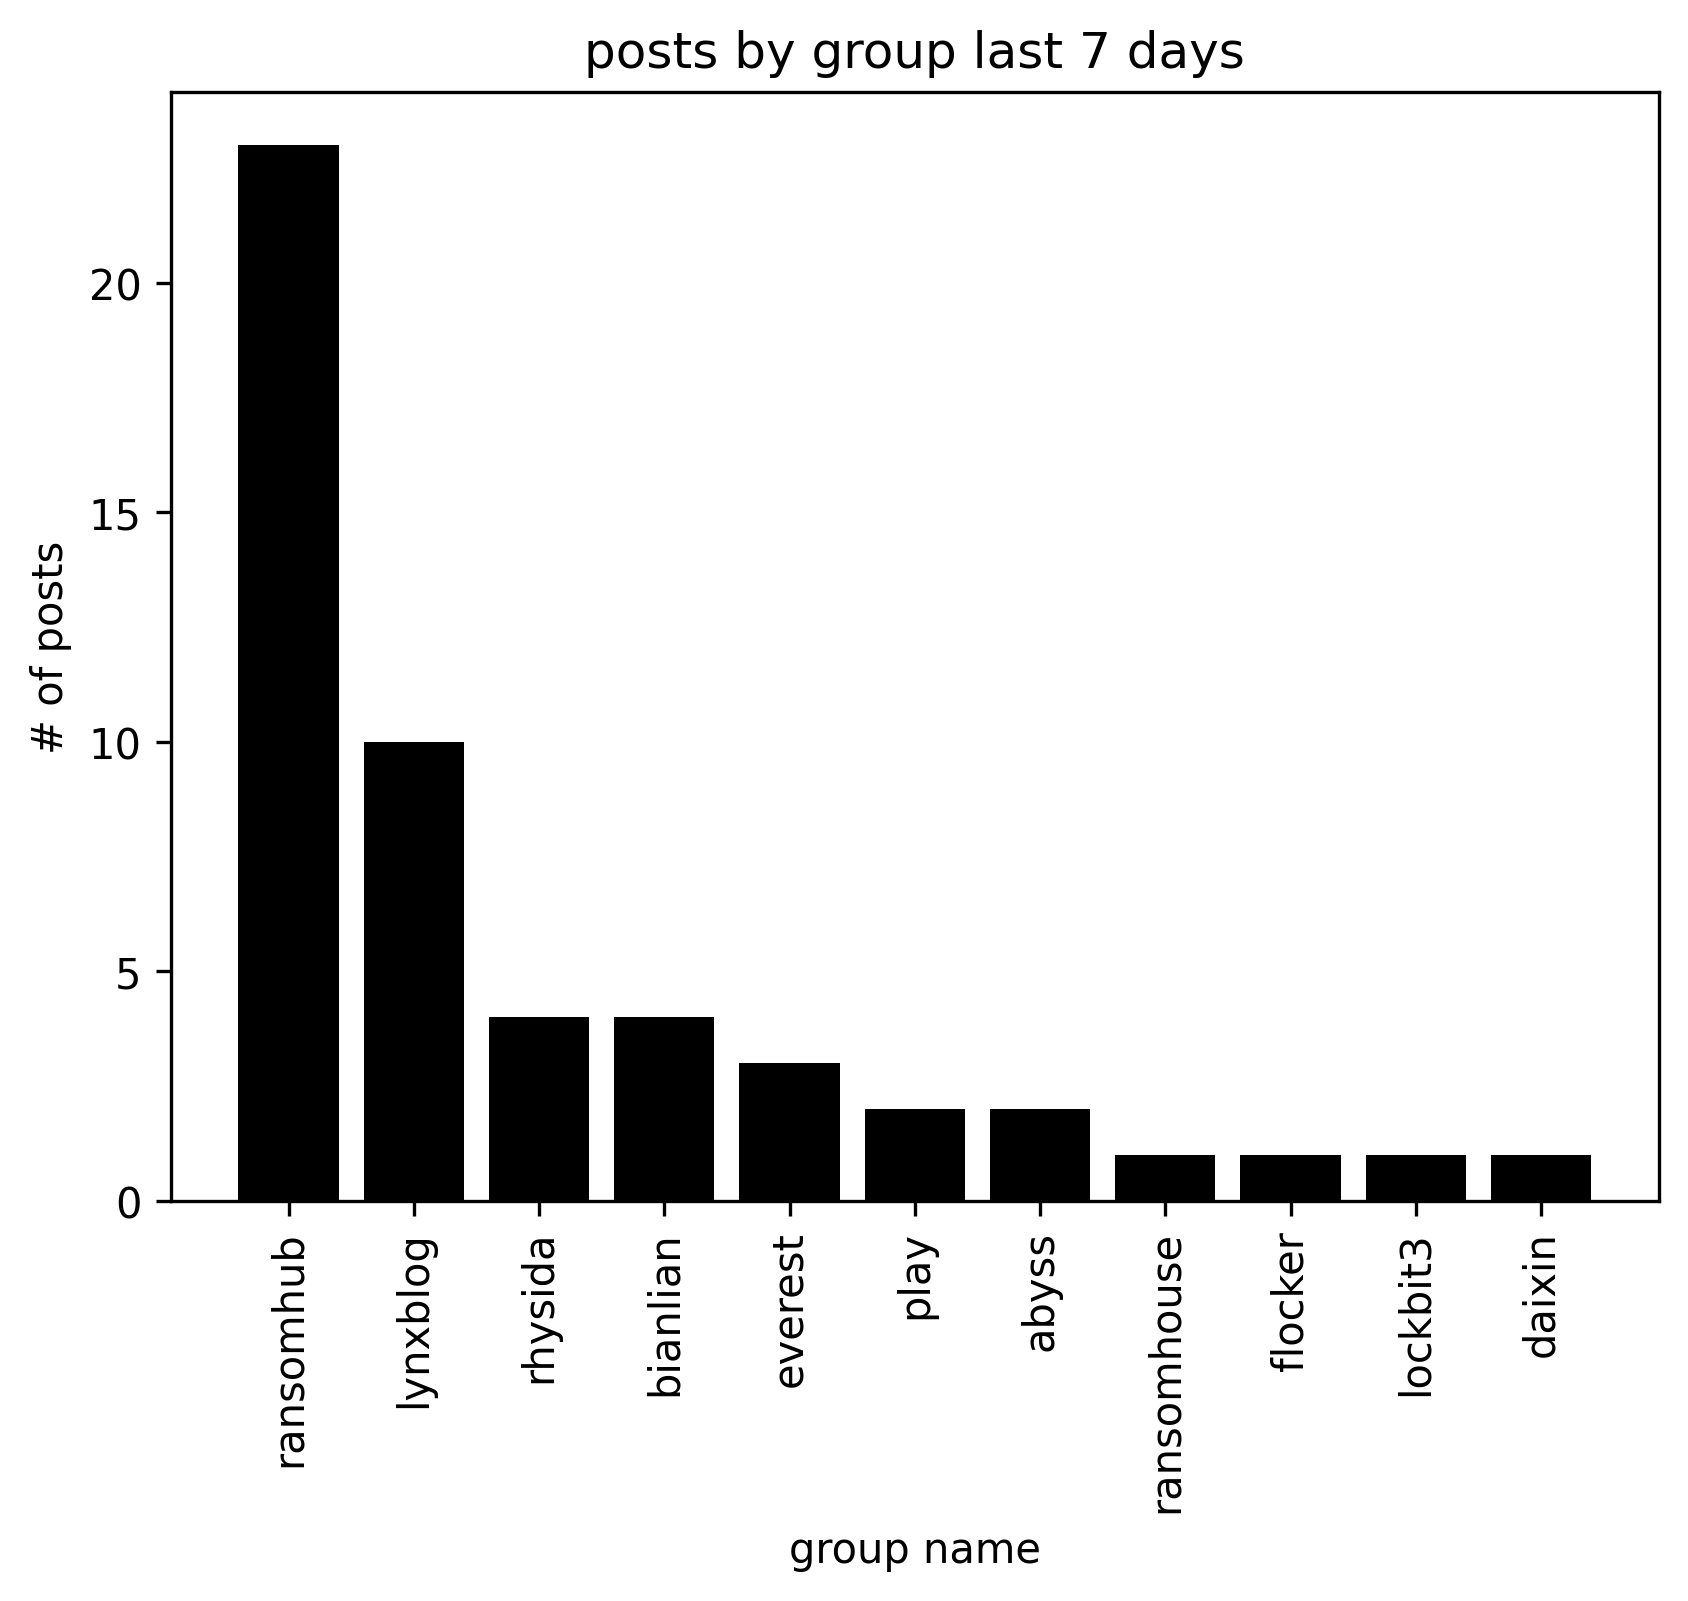 posts by group last 7 days
# of posts
20
15
10
5
0
ransomhub
lynxblog
rhysida
bianlian
everest
play
abyss
ransomhouse
flocker
lockbit3
daixin
group name